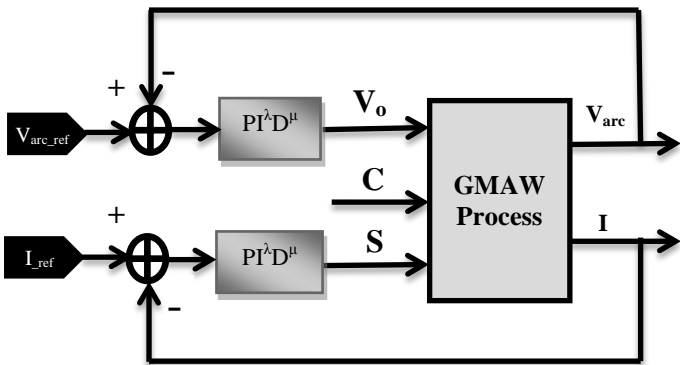 +
-
V_arc_ref
PI^λD^μ
V_o
V_arc
C
GMAW
Process
+
I_ref
PI^λD^μ
S
I
-